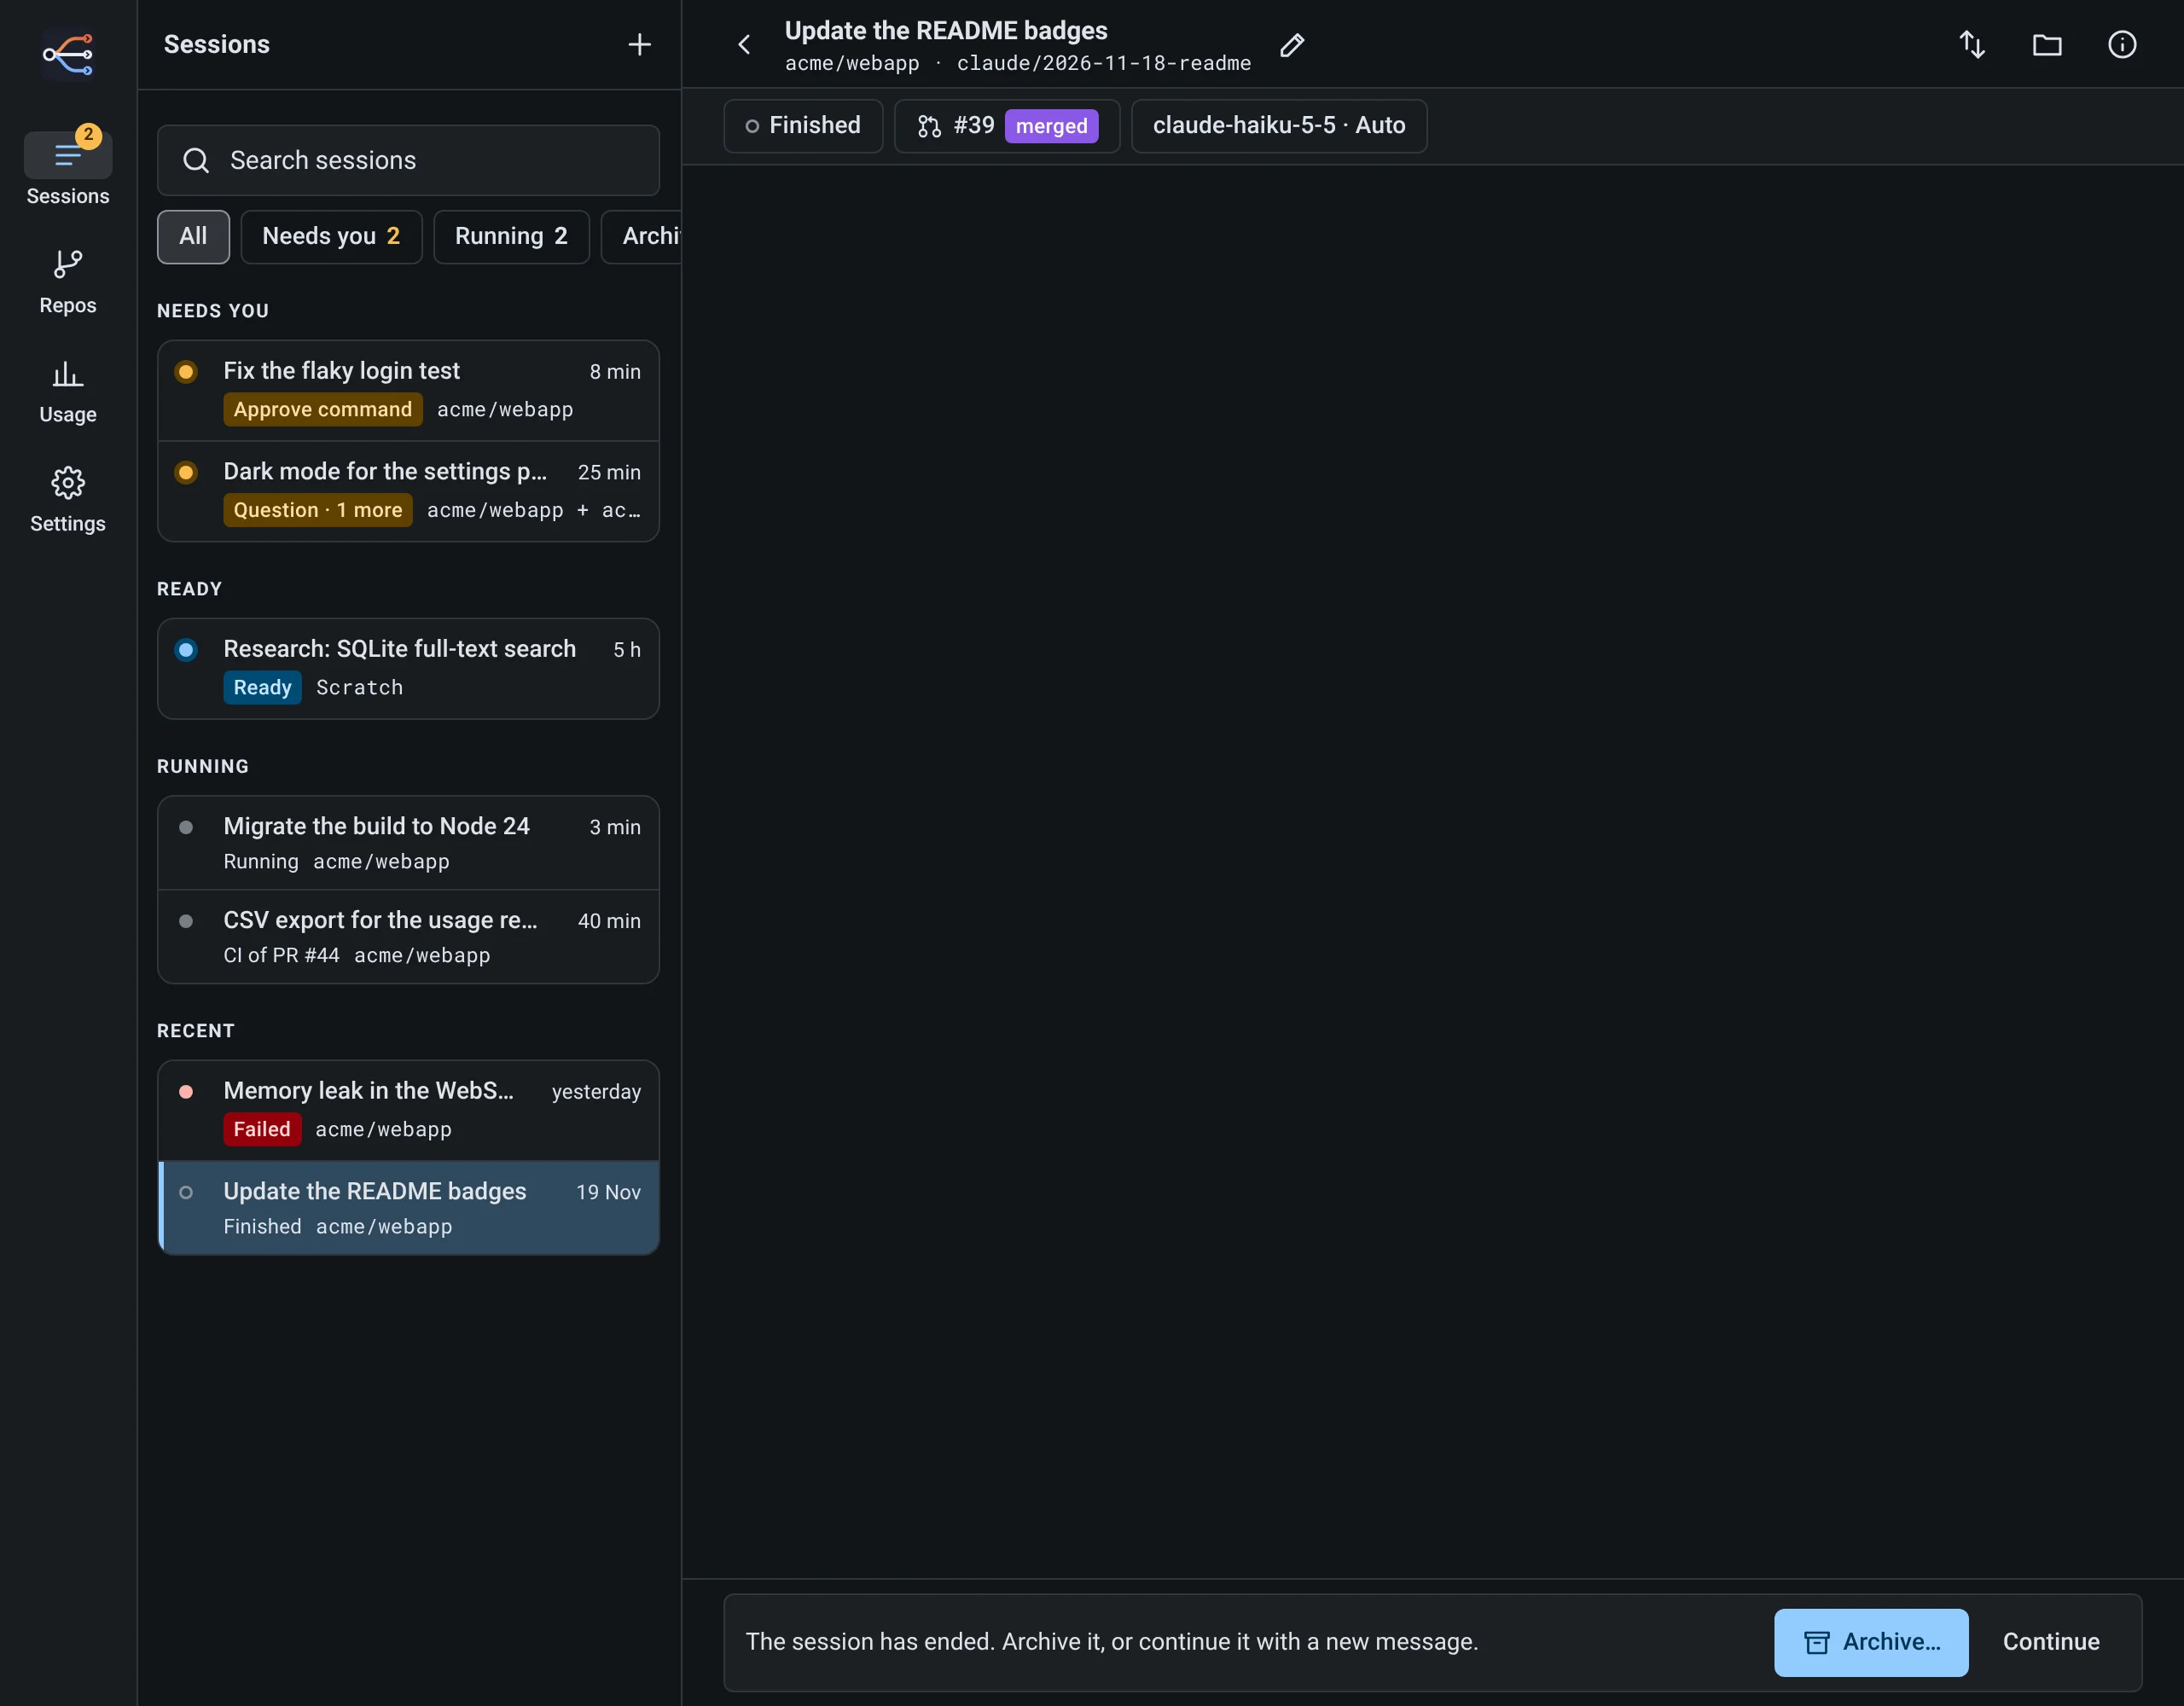 2
Sessions
Repos
Usage
Settings
Sessions
Search sessions
All
Needs you 2
Running 2
Archi
NEEDS YOU
Fix the flaky login test 8 min
Approve command acme/webapp
Dark mode for the settings p… 25 min
Question · 1 more acme/webapp + ac…
READY
Research: SQLite full-text search 5 h
Ready Scratch
RUNNING
Migrate the build to Node 24 3 min
Running acme/webapp
CSV export for the usage re… 40 min
CI of PR #44 acme/webapp
RECENT
Memory leak in the WebS… yesterday
Failed acme/webapp
Update the README badges 19 Nov
Finished acme/webapp
Update the README badges
acme/webapp · claude/2026-11-18-readme
Finished
#39 merged
claude-haiku-5-5 · Auto
The session has ended. Archive it, or continue it with a new message.
Archive…
Continue